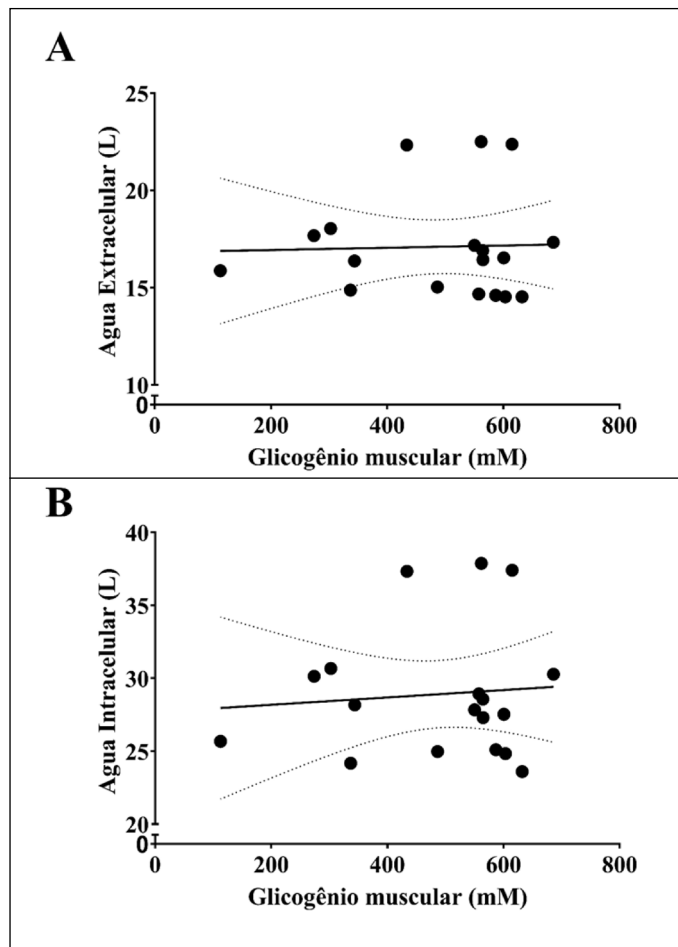 A
25
20
15
10
0
Agua Extracelular (L)
0 200 400 600 800
Glicogênio muscular (mM)
B
40
35
30
25
20
0
Agua Intracelular (L)
0 200 400 600 800
Glicogênio muscular (mM)